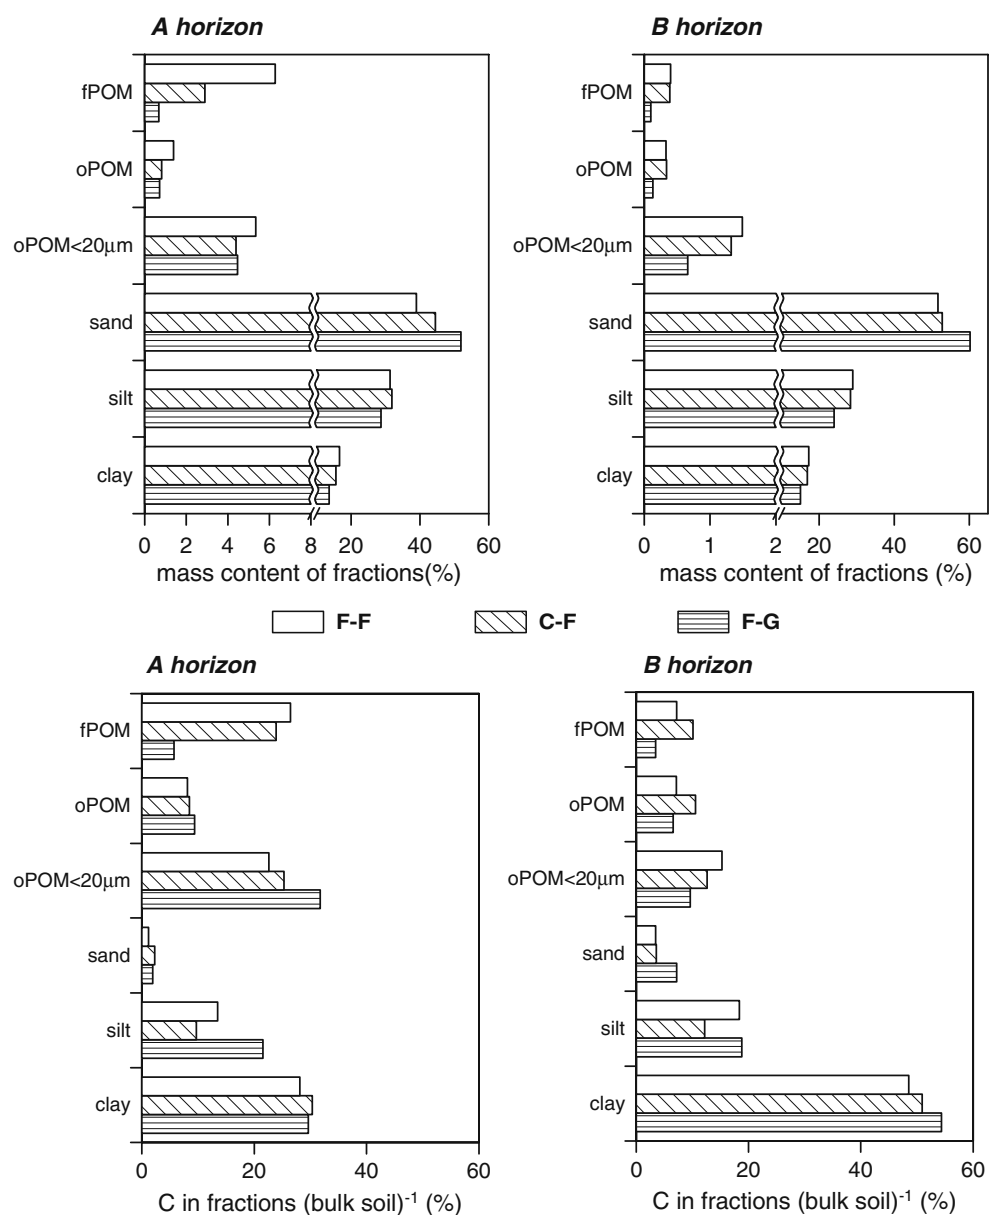 A horizon
B horizon
fPOM
oPOM
oPOM<20μm
sand
silt
clay
0 2 4 6 8 20 40 60
mass content of fractions(%)
fPOM
oPOM
oPOM<20μm
sand
silt
clay
0 1 2 20 40 60
mass content of fractions (%)
F-F C-F F-G
A horizon
B horizon
fPOM
oPOM
oPOM<20μm
sand
silt
clay
0 20 40 60
C in fractions (bulk soil)-1 (%)
fPOM
oPOM
oPOM<20μm
sand
silt
clay
0 20 40 60
C in fractions (bulk soil)-1 (%)